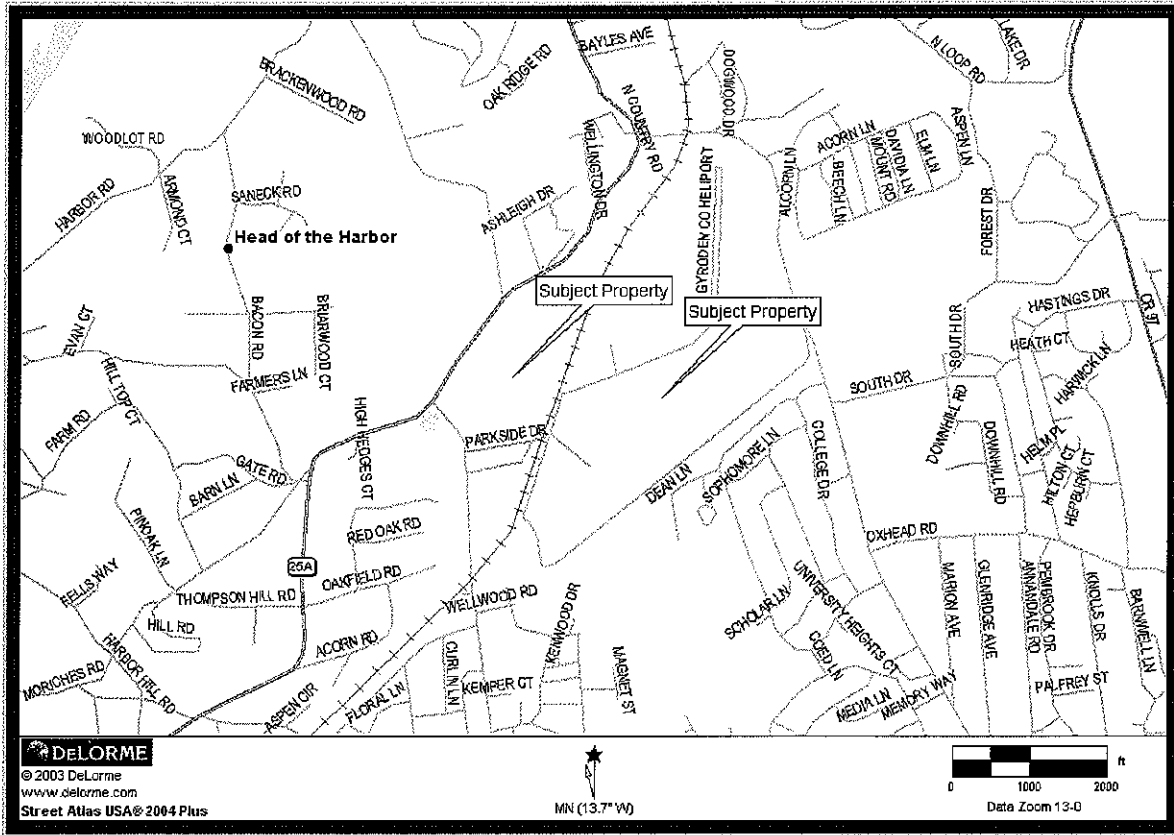 BAYLES AVE
N LOOP RD
LAKE DR
BRACKENWOOD RD
OAK RIDGE RD
DOGWOOD DR
N COUNTRY RD
WELLINGTON DR
WOODLOT RD
ACORN LN
DAVIDIA LN
MOUNT RD
ELM LN
ASPEN LN
BEECH LN
ALCORN LN
HARBOR RD
ARMOND CT
SANECK RD
ASHLEIGH DR
GYRODEY CO HELIPORT
FOREST DR
Head of the Harbor
Subject Property
Subject Property
EVAN CT
BACON RD
BRIARWOOD CT
HASTINGS DR
CR 97
SOUTH DR
HEATH CT
HARWICK LN
HILL TOP CT
FARMERS LN
SOUTH DR
FARM RD
HIGH HEDGES CT
PARKSIDE DR
DOWNHILL RD
DOWNHILL RD
HELM PL
HILTON CT
HEPBURN CT
GATE RD
BARN LN
DEAN LN
SOPHOMORE LN
COLLEGE DR
PINOAK LN
RED OAK RD
OXHEAD RD
25A
FELLS WAY
THOMPSON HILL RD
OAKFIELD RD
WELLWOOD RD
KENWOOD DR
SCHOLAR LN
UNIVERSITY HEIGHTS CT
MARION AVE
GLENRIDGE AVE
ANNANDALE RD
PEMBROOK DR
KNOLLS DR
BARNWELL LN
HILL RD
ACORN RD
HARBOR HILL RD
MORICHES RD
ASPEN CIR
FLORAL LN
CURLIN LN
KEMPER CT
MAGNET ST
COED LN
MEDIA LN
MEMORY WAY
PALFREY ST
DELORME
© 2003 DeLorme
www.delorme.com
Street Atlas USA® 2004 Plus
MN (13.7° W)
ft
0 1000 2000
Data Zoom 13-0